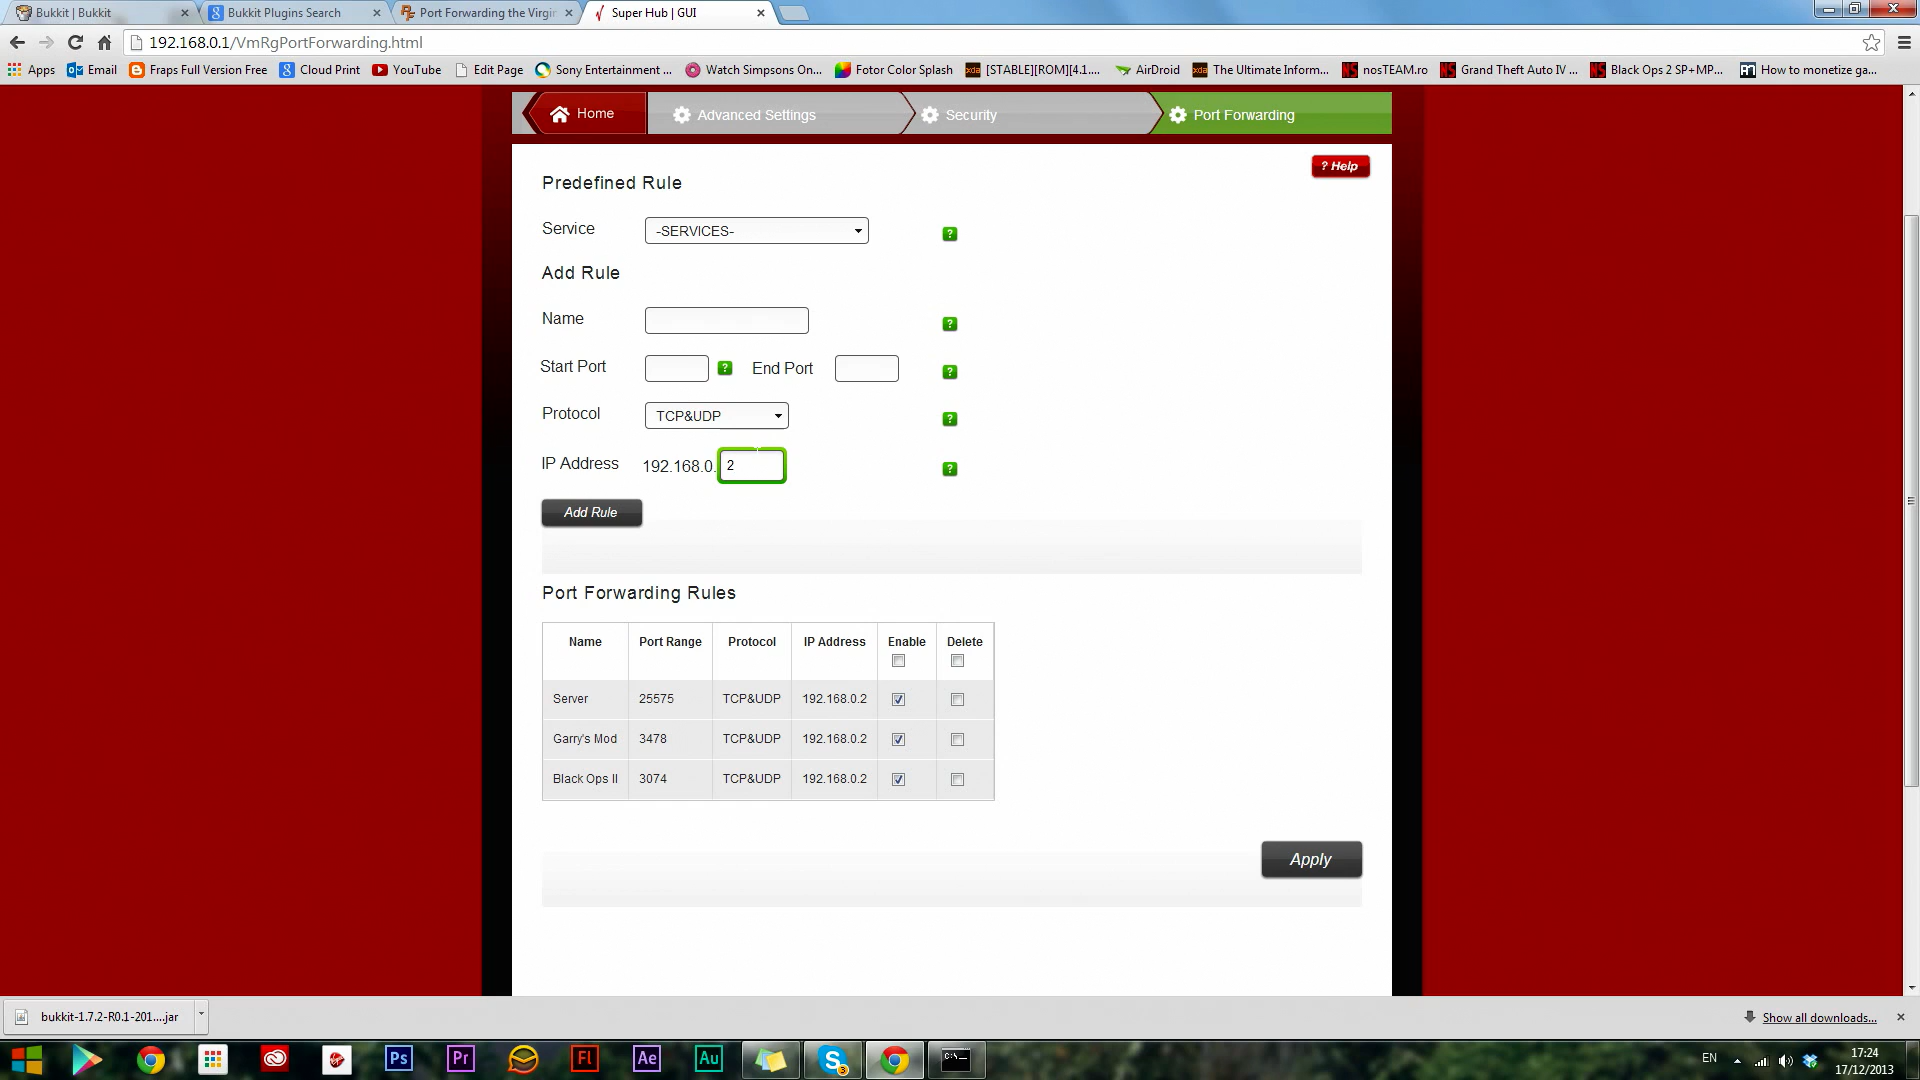 Bukkit | Bukkit
Bukkit Plugins Search
Port Forwarding the Virgin
Super Hub | GUI
192.168.0.1/VmRgPortForwarding.html
Apps
Email
Fraps Full Version Free
Cloud Print
YouTube
Edit Page
Sony Entertainment ...
Watch Simpsons On...
Fotor Color Splash
[STABLE][ROM][4.1....
AirDroid
The Ultimate Inform...
nosTEAM.ro
Grand Theft Auto IV ...
Black Ops 2 SP+MP...
How to monetize ga...
Home
Advanced Settings
Security
Port Forwarding
? Help
Predefined Rule
Service
-SERVICES-
?
Add Rule
Name
?
Start Port
?
End Port
?
Protocol
TCP&UDP
?
IP Address
192.168.0.
2
?
Add Rule
Port Forwarding Rules
Name Port Range Protocol IP Address Enable Delete
Server 25575 TCP&UDP 192.168.0.2
Garry's Mod 3478 TCP&UDP 192.168.0.2
Black Ops II 3074 TCP&UDP 192.168.0.2
Apply
bukkit-1.7.2-R0.1-201....jar
Show all downloads...
Ps
Pr
Fl
Ae
Au
3
C:\.
EN
17:24
17/12/2013